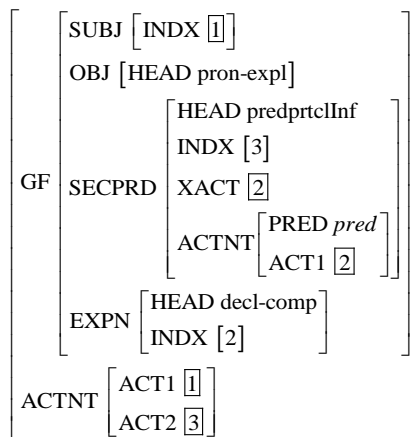 SUBJ [INDX 1]
OBJ [HEAD pron-expl]
HEAD predprtclInf
INDX [3]
GF SECPRD XACT 2
ACTNT PRED pred
ACT1 2
EXPN HEAD decl-comp
INDX [2]
ACTNT ACT1 1
ACT2 3